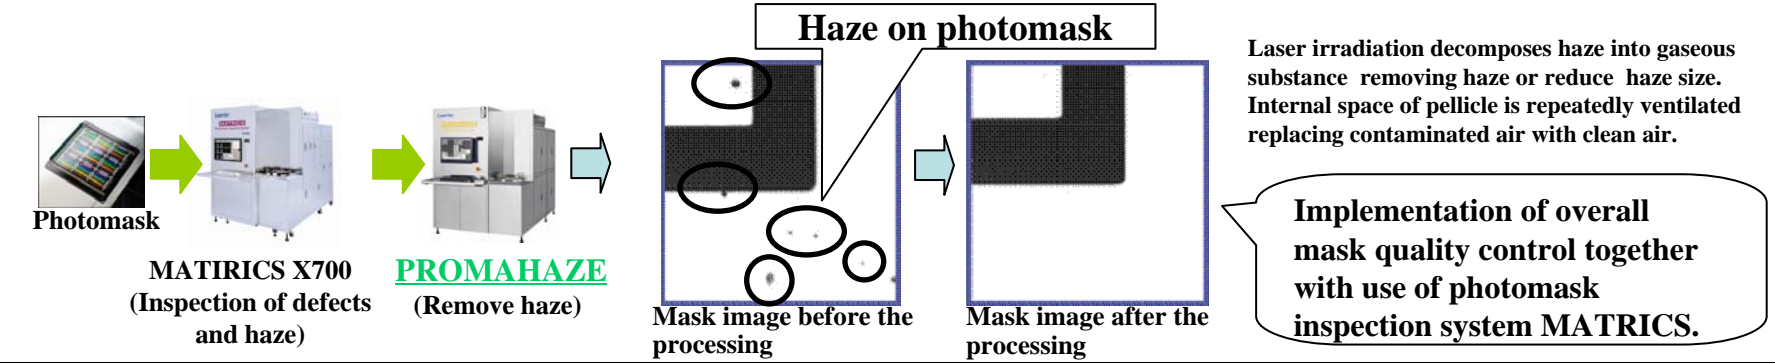 Haze on photomask
Photomask
MATRICS
MATIRICS X700
(Inspection of defects
and haze)
PROMAHAZE
(Remove haze)
Mask image before the
processing
Mask image after the
processing
Laser irradiation decomposes haze into gaseous
substance removing haze or reduce haze size.
Internal space of pellicle is repeatedly ventilated
replacing contaminated air with clean air.
Implementation of overall
mask quality control together
with use of photomask
inspection system MATRICS.